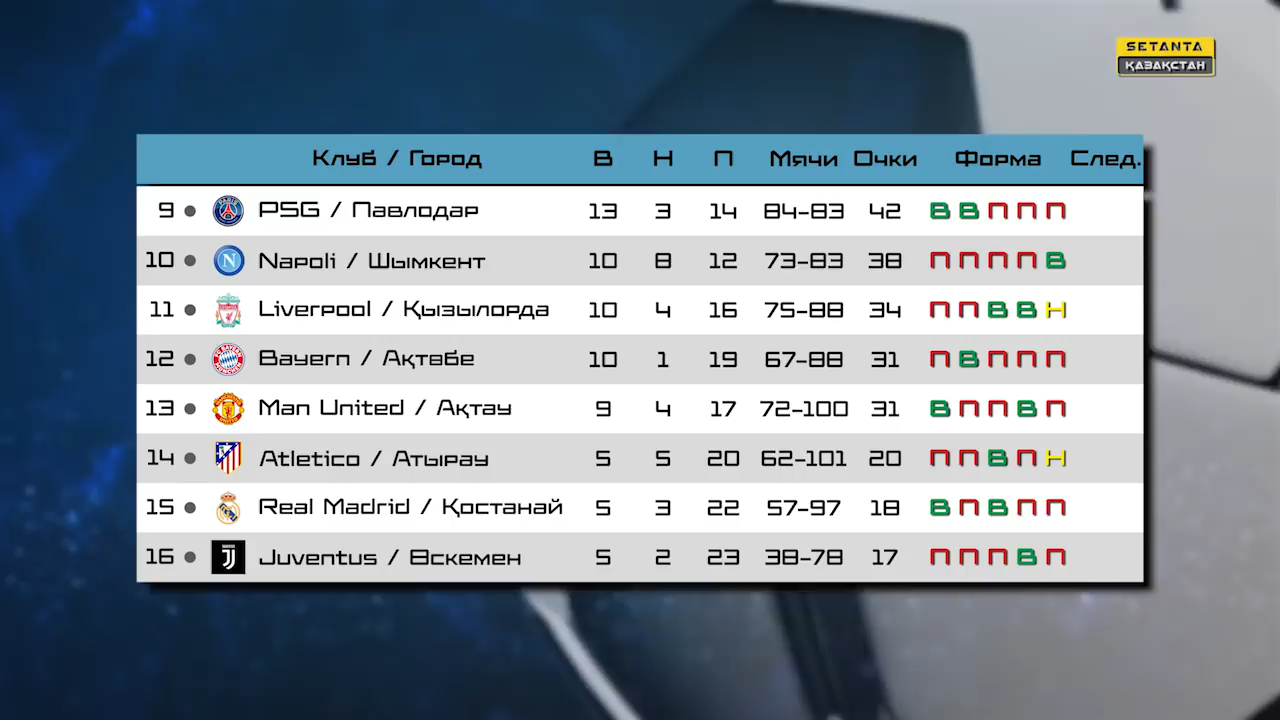 SETANTA
ҚАЗАҚСТАН
Клуб / Город В Н П Мячи Очки Форма След.
9 PSG / Павлодар 13 3 14 84-83 42 В В П П П
10 Napoli / Шымкент 10 8 12 73-83 38 П П П П В
11 Liverpool / Қызылорда 10 4 16 75-88 34 П П В В Н
12 Bayern / Ақтөбе 10 1 19 67-88 31 П В П П П
13 Man United / Ақтау 9 4 17 72-100 31 В П П В П
14 Atletico / Атырау 5 5 20 62-101 20 П П В П Н
15 Real Madrid / Қостанай 5 3 22 57-97 18 В П В П П
16 Juventus / Өскемен 5 2 23 38-78 17 П П П В П